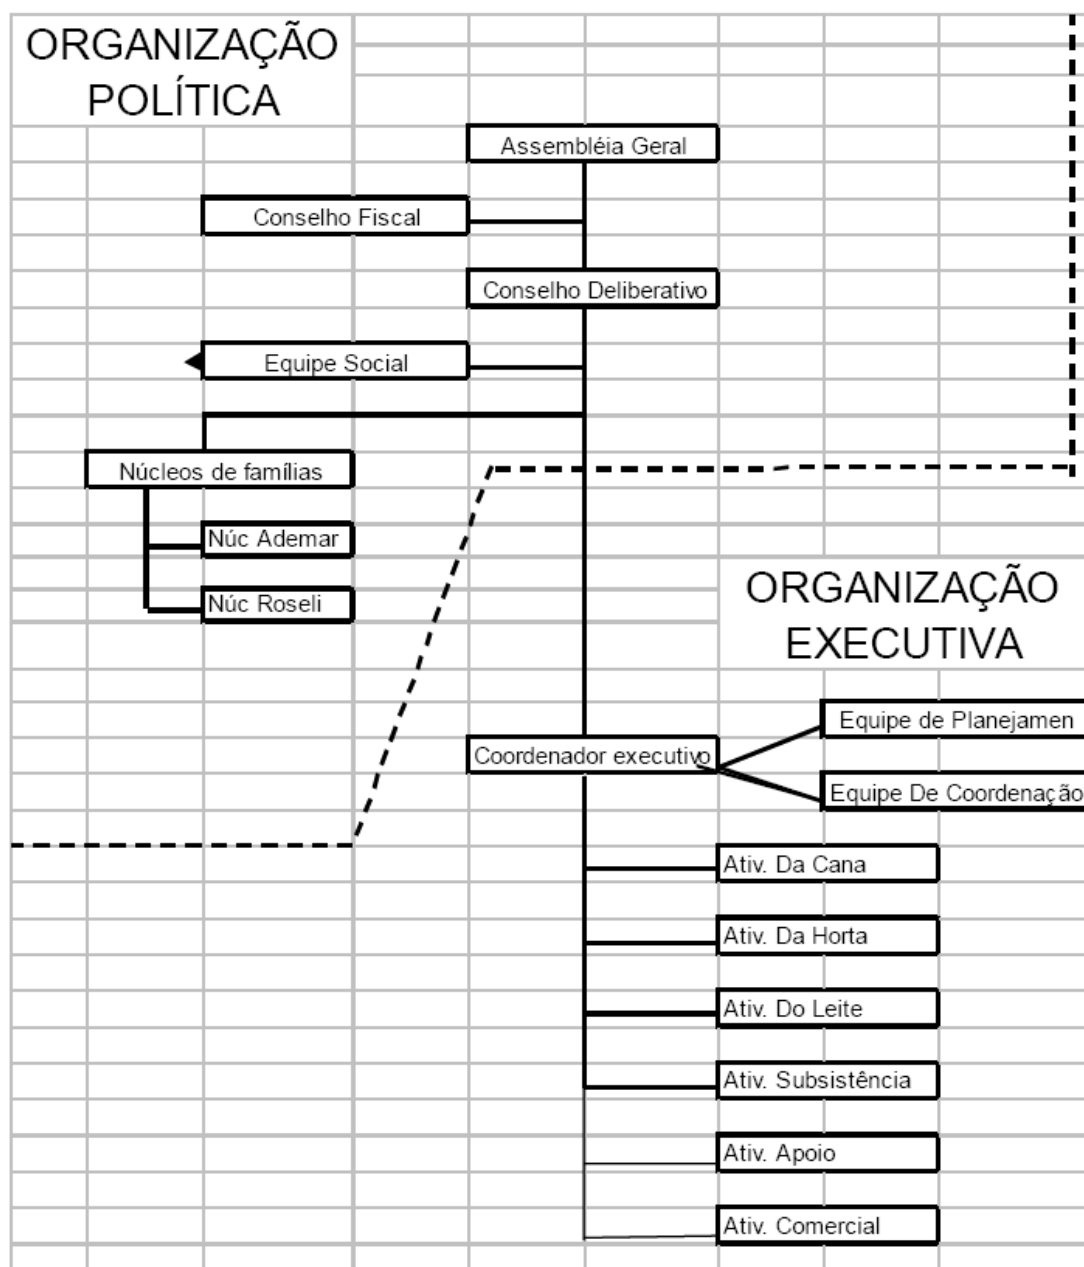 ORGANIZAÇÃO
POLÍTICA
Assembléia Geral
Conselho Fiscal
Conselho Deliberativo
Equipe Social
Núcleos de famílias
Núc Ademar
Núc Roseli
ORGANIZAÇÃO
EXECUTIVA
Equipe de Planejamen
Coordenador executivo
Equipe De Coordenação
Ativ. Da Cana
Ativ. Da Horta
Ativ. Do Leite
Ativ. Subsistência
Ativ. Apoio
Ativ. Comercial